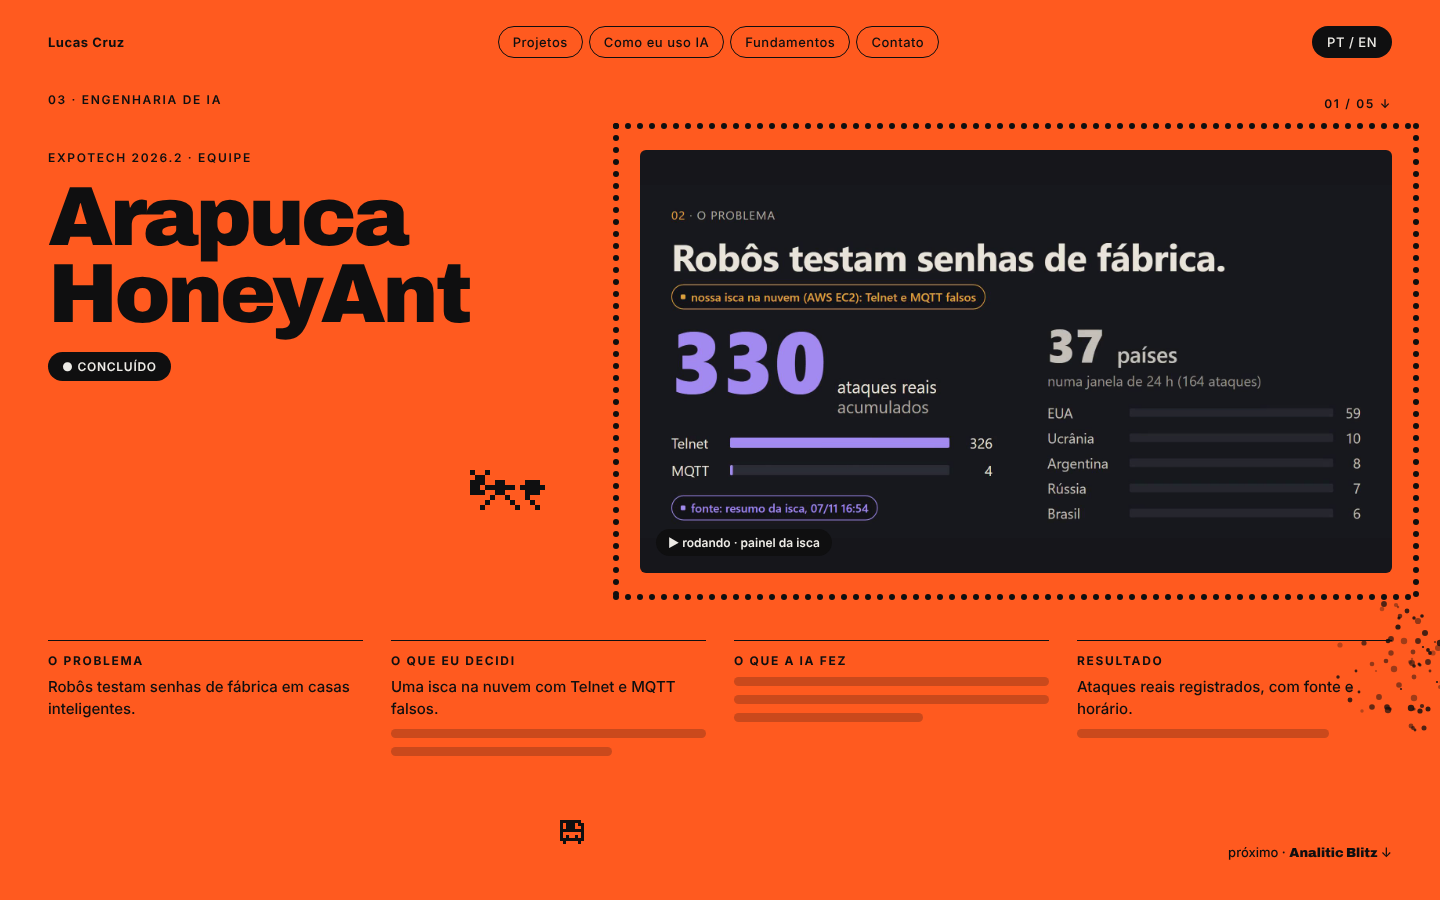 Lucas Cruz
Projetos
Como eu uso IA
Fundamentos
Contato
PT / EN
03 · ENGENHARIA DE IA
01 / 05 ↓
EXPOTECH 2026.2 · EQUIPE
Arapuca
HoneyAnt
CONCLUÍDO
02 · O PROBLEMA
Robôs testam senhas de fábrica.
nossa isca na nuvem (AWS EC2): Telnet e MQTT falsos
330 ataques reais
acumulados
Telnet 326
MQTT 4
fonte: resumo da isca, 07/11 16:54
37 países
numa janela de 24 h (164 ataques)
EUA 59
Ucrânia 10
Argentina 8
Rússia 7
Brasil 6
▶ rodando · painel da isca
O PROBLEMA
Robôs testam senhas de fábrica em casas
inteligentes.
O QUE EU DECIDI
Uma isca na nuvem com Telnet e MQTT
falsos.
O QUE A IA FEZ
RESULTADO
Ataques reais registrados, com fonte e
horário.
próximo · Analitic Blitz ↓